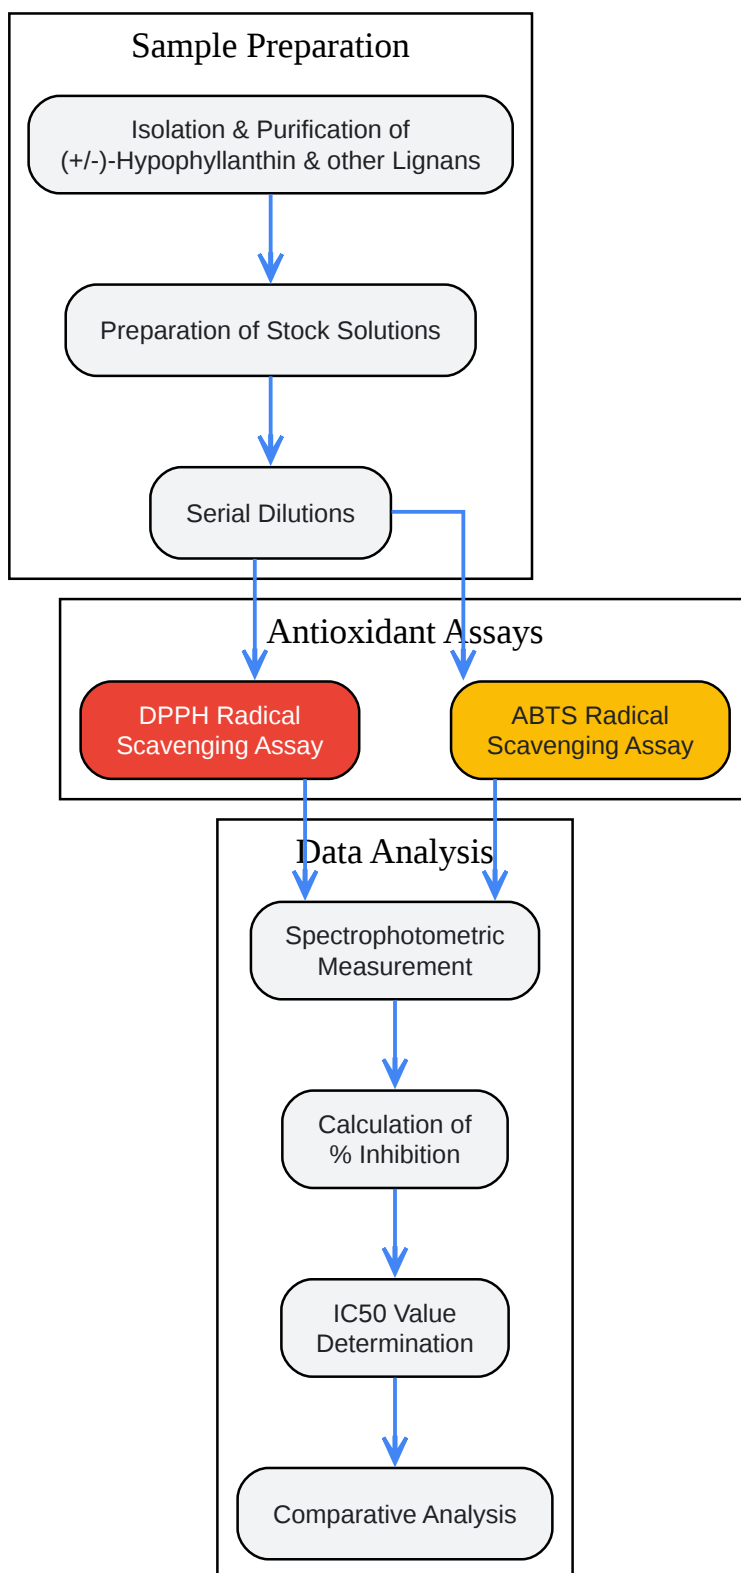 Sample Preparation
Isolation & Purification of
(+/-)-Hypophyllanthin & other Lignans
Preparation of Stock Solutions
Serial Dilutions
Antioxidant Assays
DPPH Radical
Scavenging Assay
ABTS Radical
Scavenging Assay
Data Analysis
Spectrophotometric
Measurement
Calculation of
% Inhibition
IC50 Value
Determination
Comparative Analysis